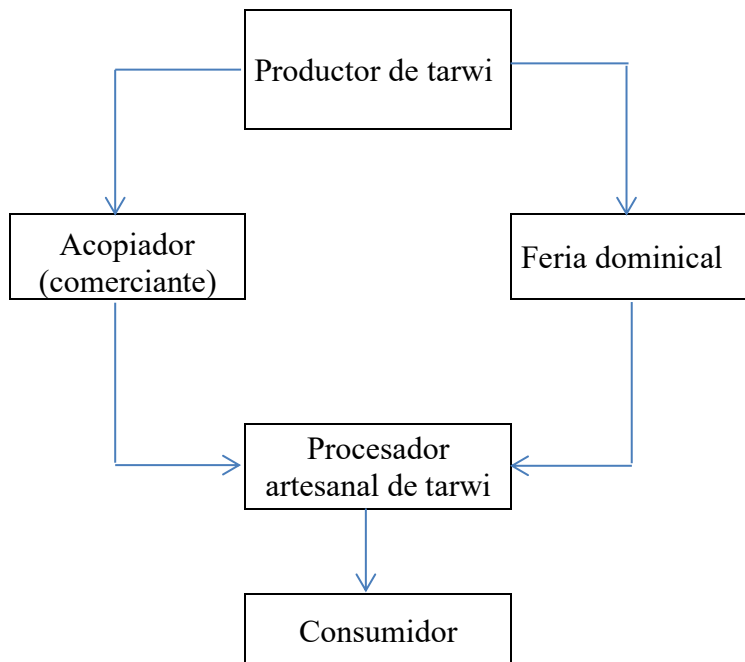 Productor de tarwi
Acopiador
(comerciante)
Feria dominical
Procesador
artesanal de tarwi
Consumidor